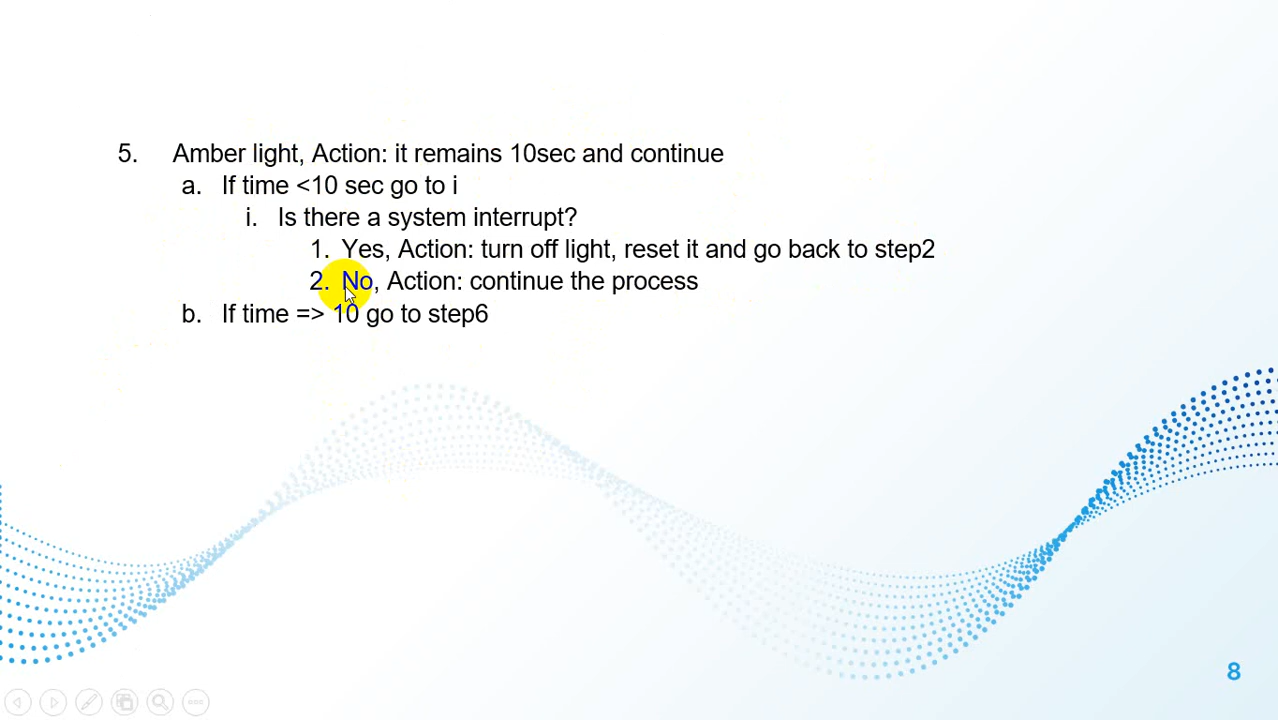 5. Amber light, Action: it remains 10sec and continue
a. If time <10 sec go to i
i. Is there a system interrupt?
1. Yes, Action: turn off light, reset it and go back to step2
2. No, Action: continue the process
b. If time => 10 go to step6
8